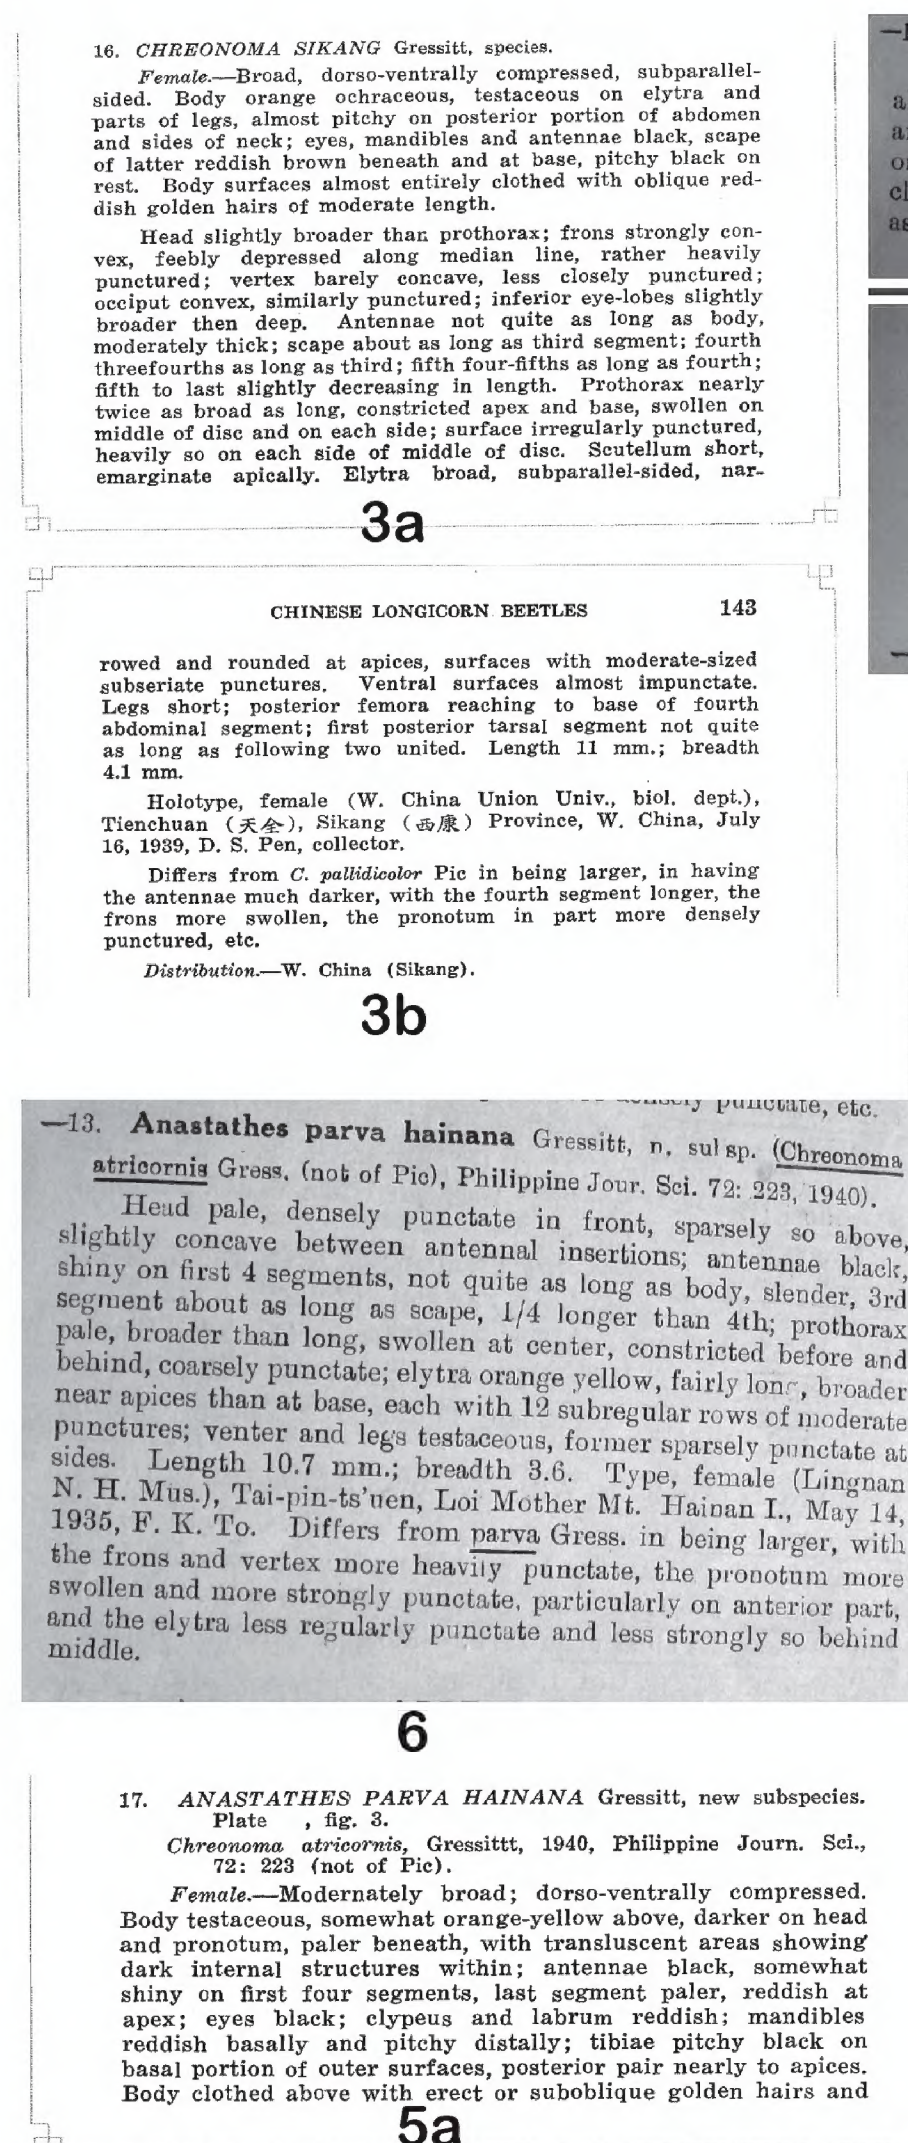 16. CHREONOMA SIKANG Gressitt, species.
Female.—Broad, dorso-ventrally compressed, subparallel-
sided. Body orange ochraceous, testaceous on elytra and
parts of legs, almost pitchy on posterior portion of abdomen
and sides of neck; eyes, mandibles and antennae black, scape
of latter reddish brown beneath and at base, pitchy black on
rest. Body surfaces almost entirely clothed with oblique red-
dish golden hairs of moderate length.
Head slightly broader than prothorax; frons strongly con-
vex, feebly depressed along median line, rather heavily
punctured; vertex barely concave, less closely punctured;
occiput convex, similarly punctured; inferior eye-lobes slightly
broader then deep. Antennae not quite as long as body,
moderately thick; scape about as long as third segment; fourth
threefourths as long as third; fifth four-fifths as long as fourth;
fifth to last slightly decreasing in length. Prothorax nearly
twice as broad as long, constricted apex and base, swollen on
middle of disc and on each side; surface irregularly punctured,
heavily so on each side of middle of disc. Scutellum short,
emarginate apically. Elytra broad, subparallel-sided, nar-
3a
CHINESE LONGICORN BEETLES 143
rowed and rounded at apices, surfaces with moderate-sized
subseriate punctures. Ventral surfaces almost impunctate.
Legs short; posterior femora reaching to base of fourth
abdominal segment; first posterior tarsal segment not quite
as long as following two united. Length 11 mm.; breadth
4.1 mm.
Holotype, female (W. China Union Univ., biol. dept.),
Tienchuan (天全), Sikang (西康) Province, W. China, July
16, 1939, D. S. Pen, collector.
Differs from C. pallidicolor Pic in being larger, in having
the antennae much darker, with the fourth segment longer, the
frons more swollen, the pronotum in part more densely
punctured, etc.
Distribution.—W. China (Sikang).
3b
punctate, etc.
—13. Anastathes parva hainana Gressitt, n. subsp. (Chreonoma
atricornis Gress. (not of Pic), Philippine Jour. Sci. 72: 223, 1940).
Head pale, densely punctate in front, sparsely so above,
slightly concave between antennal insertions; antennae black,
shiny on first 4 segments, not quite as long as body, slender, 3rd
segment about as long as scape, 1/4 longer than 4th; prothorax
pale, broader than long, swollen at center, constricted before and
behind, coarsely punctate; elytra orange yellow, fairly long, broader
near apices than at base, each with 12 subregular rows of moderate
punctures; venter and legs testaceous, former sparsely punctate at
sides. Length 10.7 mm.; breadth 3.6. Type, female (Lingnan
N. H. Mus.), Tai-pin-ts'uen, Loi Mother Mt. Hainan I., May 14,
1935, F. K. To. Differs from parva Gress. in being larger, with
the frons and vertex more heavily punctate, the pronotum more
swollen and more strongly punctate, particularly on anterior part,
and the elytra less regularly punctate and less strongly so behind
middle.
6
17. ANASTATHES PARVA HAINANA Gressitt, new subspecies.
Plate , fig. 3.
Chreonoma atricornis, Gressittt, 1940, Philippine Journ. Sci.,
72: 223 (not of Pic).
Female.—Modernately broad; dorso-ventrally compressed.
Body testaceous, somewhat orange-yellow above, darker on head
and pronotum, paler beneath, with transluscent areas showing
dark internal structures within; antennae black, somewhat
shiny on first four segments, last segment paler, reddish at
apex; eyes black; clypeus and labrum reddish; mandibles
reddish basally and pitchy distally; tibiae pitchy black on
basal portion of outer surfaces, posterior pair nearly to apices.
Body clothed above with erect or suboblique golden hairs and
5a